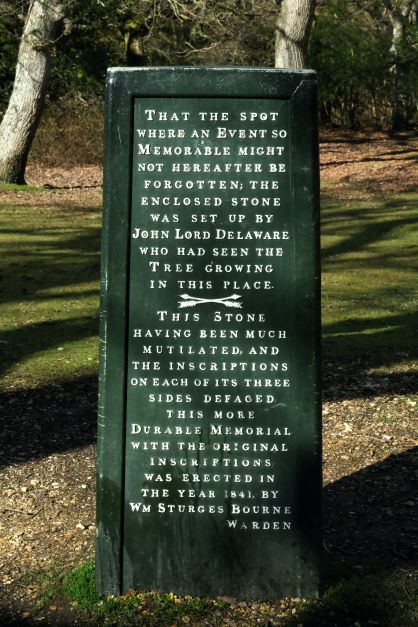 THAT THE SPOT
WHERE AN EVENT SO
MEMORABLE MIGHT
NOT HEREAFTER BE
FORGOTTEN; THE
ENCLOSED STONE
WAS SET UP BY
JOHN LORD DELAWARE
WHO HAD SEEN THE
TREE GROWING
IN THIS PLACE.
THIS STONE
HAVING BEEN MUCH
MUTILATED, AND
THE INSCRIPTIONS
ON EACH OF ITS THREE
SIDES DEFACED.
THIS MORE
DURABLE MEMORIAL
WITH THE ORIGINAL
INSCRIPTIONS
WAS ERECTED IN
THE YEAR 1841, BY
WM STURGES BOURNE
WARDEN